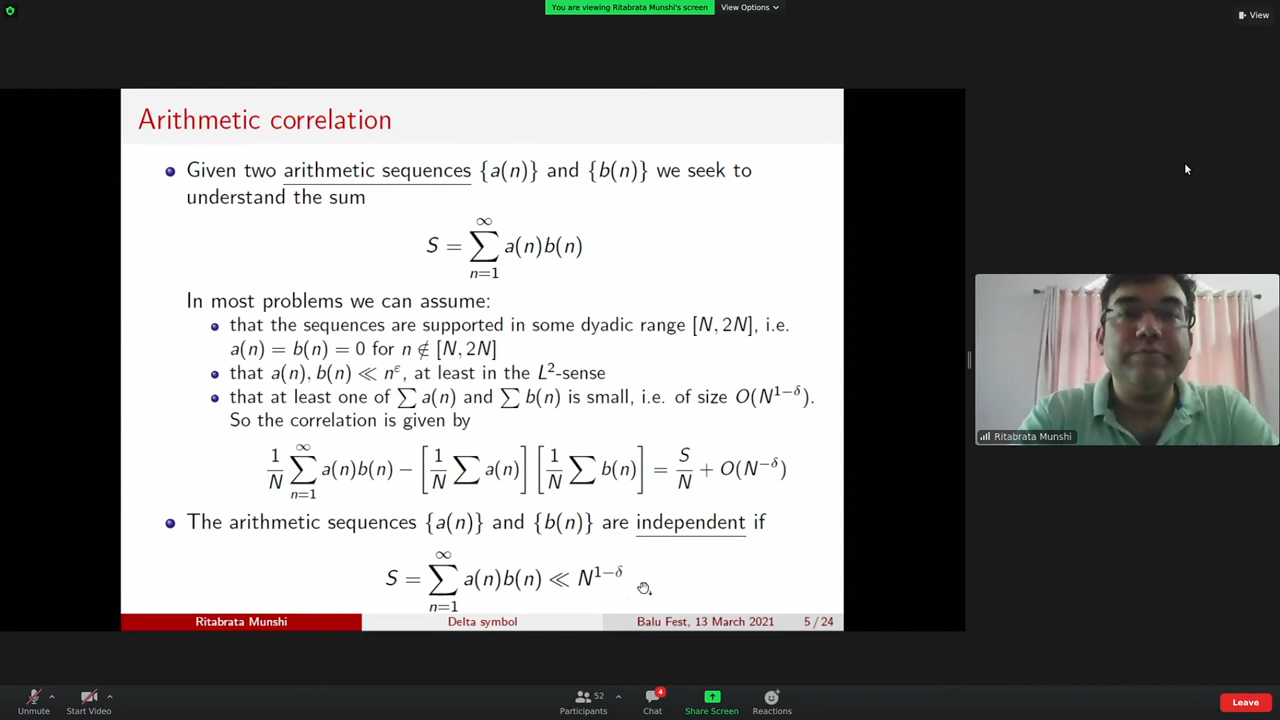 You are viewing Ritabrata Munshi's screen View Options
View
Arithmetic correlation
Given two arithmetic sequences {a(n)} and {b(n)} we seek to
understand the sum
S = ∑_{n=1}^{∞} a(n)b(n)
In most problems we can assume:
that the sequences are supported in some dyadic range [N, 2N], i.e.
a(n) = b(n) = 0 for n ∉ [N, 2N]
that a(n), b(n) ≪ n^ε, at least in the L²-sense
that at least one of ∑ a(n) and ∑ b(n) is small, i.e. of size O(N^{1−δ}).
So the correlation is given by
1/N ∑_{n=1}^{∞} a(n)b(n) − [1/N ∑ a(n)] [1/N ∑ b(n)] = S/N + O(N^{−δ})
The arithmetic sequences {a(n)} and {b(n)} are independent if
S = ∑_{n=1}^{∞} a(n)b(n) ≪ N^{1−δ}
Ritabrata Munshi Delta symbol Balu Fest, 13 March 2021 5 / 24
Ritabrata Munshi
Unmute Start Video Participants 52 Chat 4 Share Screen Reactions Leave